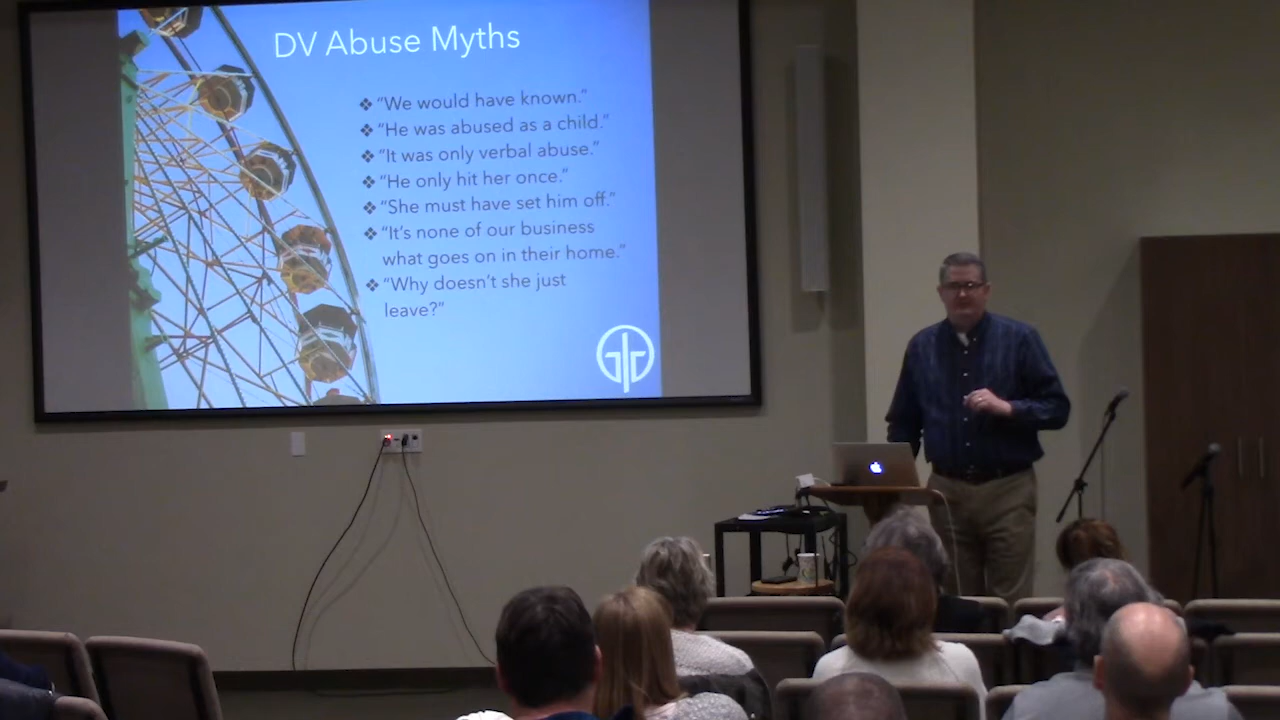 DV Abuse Myths
❖ “We would have known.”
❖ “He was abused as a child.”
❖ “It was only verbal abuse.”
❖ “He only hit her once.”
❖ “She must have set him off.”
❖ “It’s none of our business
what goes on in their home.”
❖ “Why doesn’t she just
leave?”